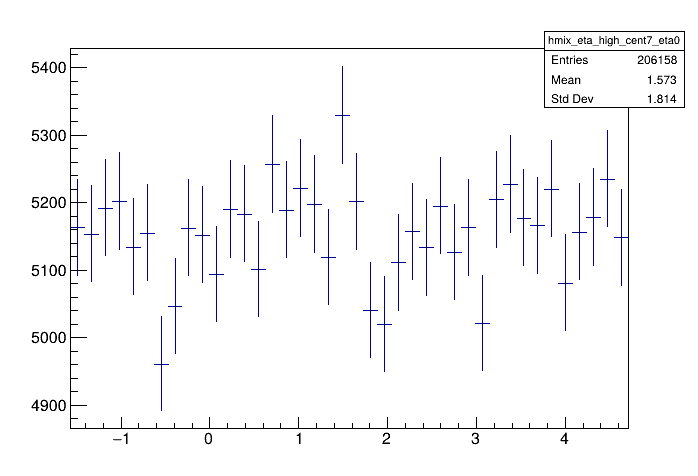 hmix_eta_high_cent7_eta0
Entries 206158
Mean 1.573
Std Dev 1.814
5400
5300
5200
5100
5000
4900
−1 0 1 2 3 4